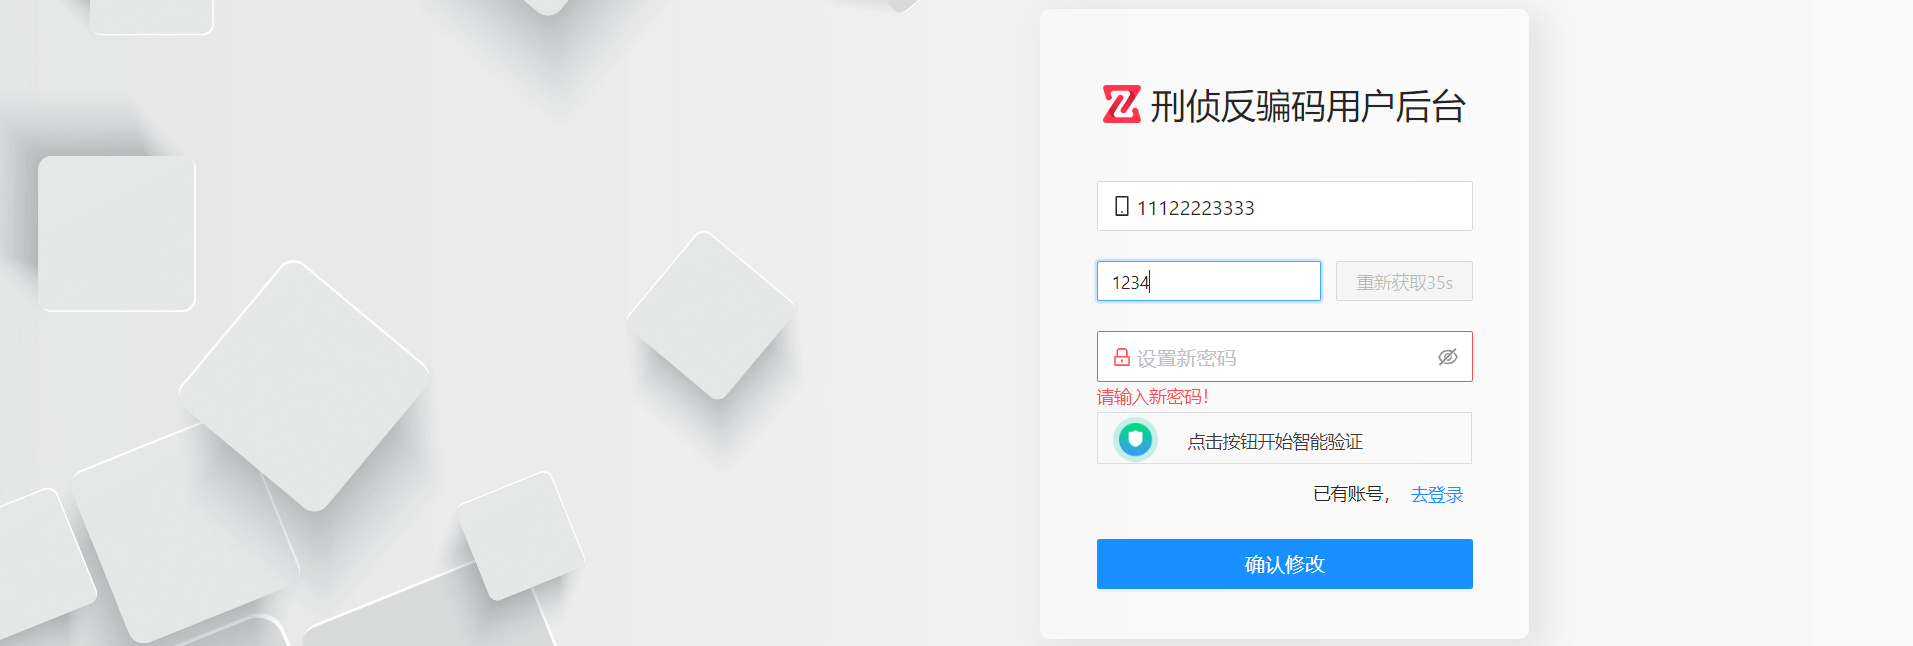 刑侦反骗码用户后台
11122223333
1234 重新获取35s
设置新密码
请输入新密码!
点击按钮开始智能验证
已有账号， 去登录
确认修改